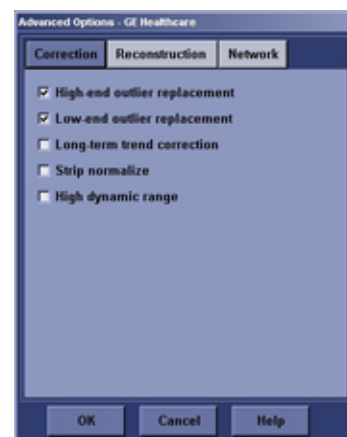 Advanced Options - GE Healthcare
Correction Reconstruction Network
High-end outlier replacement
Low-end outlier replacement
Long-term trend correction
Strip normalize
High dynamic range
OK Cancel Help